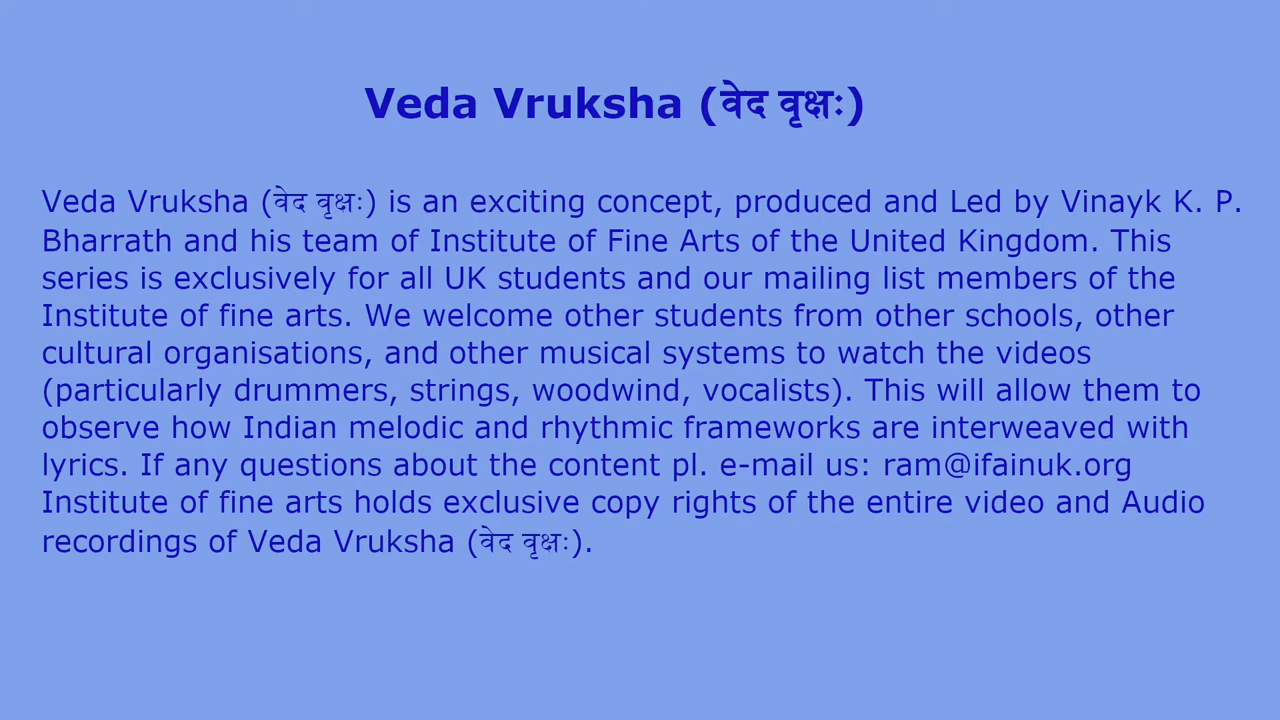 Veda Vruksha (वेद वृक्षः)
Veda Vruksha (वेद वृक्षः) is an exciting concept, produced and Led by Vinayk K. P.
Bharrath and his team of Institute of Fine Arts of the United Kingdom. This
series is exclusively for all UK students and our mailing list members of the
Institute of fine arts. We welcome other students from other schools, other
cultural organisations, and other musical systems to watch the videos
(particularly drummers, strings, woodwind, vocalists). This will allow them to
observe how Indian melodic and rhythmic frameworks are interweaved with
lyrics. If any questions about the content pl. e-mail us: ram@ifainuk.org
Institute of fine arts holds exclusive copy rights of the entire video and Audio
recordings of Veda Vruksha (वेद वृक्षः).